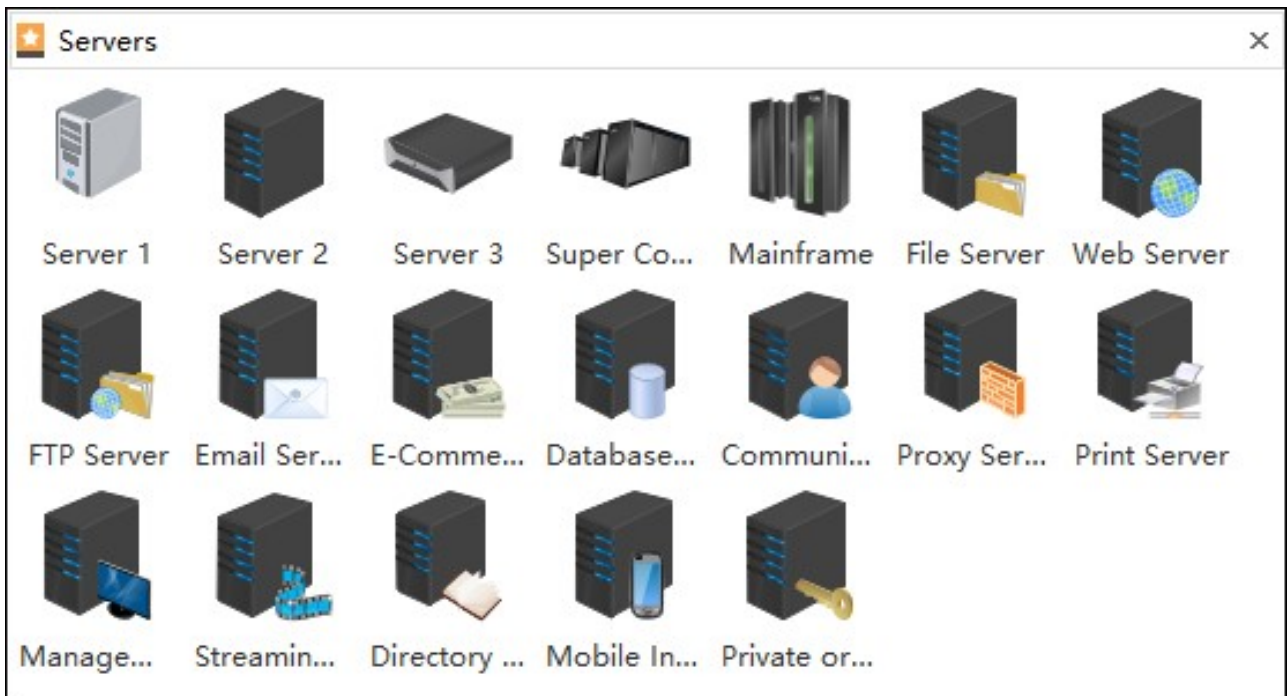 Servers
Server 1 Server 2 Server 3 Super Co... Mainframe File Server Web Server
FTP Server Email Ser... E-Comme... Database... Communi... Proxy Ser... Print Server
Manage... Streamin... Directory ... Mobile In... Private or...